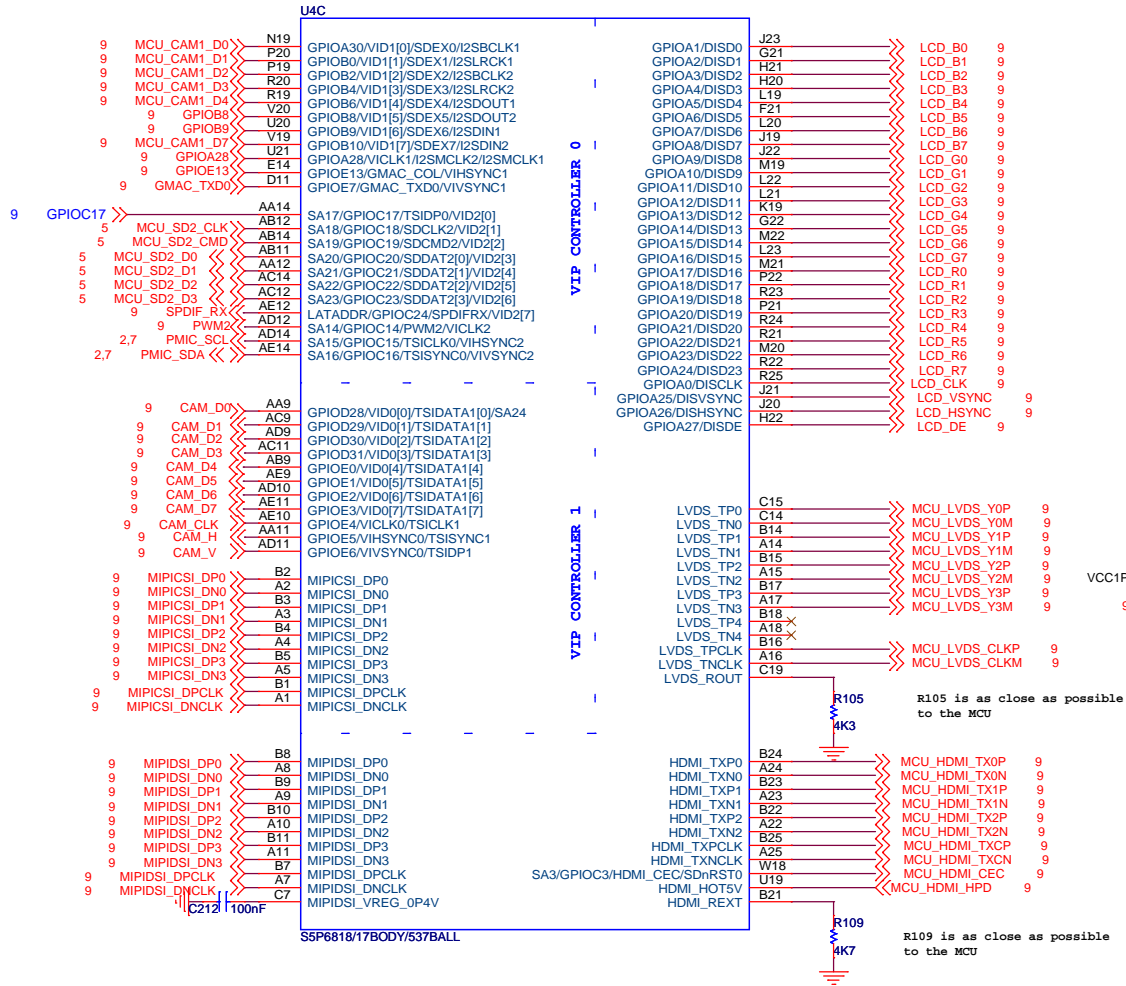 U4C
9 MCU_CAM1_D0 N19 GPIOA30/VID1[0]/SDEX0/I2SBCLK1
9 MCU_CAM1_D1 P20 GPIOB0/VID1[1]/SDEX1/I2SLRCK1
9 MCU_CAM1_D2 P19 GPIOB2/VID1[2]/SDEX2/I2SBCLK2
9 MCU_CAM1_D3 R20 GPIOB4/VID1[3]/SDEX3/I2SLRCK2
9 MCU_CAM1_D4 R19 GPIOB6/VID1[4]/SDEX4/I2SDOUT1
9 GPIOB8 V20 GPIOB8/VID1[5]/SDEX5/I2SDOUT2
9 GPIOB9 U20 GPIOB9/VID1[6]/SDEX6/I2SDIN1
9 MCU_CAM1_D7 V19 GPIOB10/VID1[7]/SDEX7/I2SDIN2
9 GPIOA28 U21 GPIOA28/VICLK1/I2SMCLK2/I2SMCLK1
9 GPIOE13 E14 GPIOE13/GMAC_COL/VIHSYNC1
9 GMAC_TXD0 D11 GPIOE7/GMAC_TXD0/VIVSYNC1
9 GPIOC17 AA14 SA17/GPIOC17/TSIDP0/VID2[0]
5 MCU_SD2_CLK AB12 SA18/GPIOC18/SDCLK2/VID2[1]
5 MCU_SD2_CMD AB14 SA19/GPIOC19/SDCMD2/VID2[2]
5 MCU_SD2_D0 AB11 SA20/GPIOC20/SDDAT2[0]/VID2[3]
5 MCU_SD2_D1 AA12 SA21/GPIOC21/SDDAT2[1]/VID2[4]
5 MCU_SD2_D2 AC14 SA22/GPIOC22/SDDAT2[2]/VID2[5]
5 MCU_SD2_D3 AC12 SA23/GPIOC23/SDDAT2[3]/VID2[6]
9 SPDIF_RX AE12 LATADDR/GPIOC24/SPDIFRX/VID2[7]
9 PWM2 AD12 SA14/GPIOC14/PWM2/VICLK2
2,7 PMIC_SCL AD14 SA15/GPIOC15/TSICLK0/VIHSYNC2
2,7 PMIC_SDA AE14 SA16/GPIOC16/TSISYNC0/VIVSYNC2
9 CAM_D0 AA9 GPIOD28/VID0[0]/TSIDATA1[0]/SA24
9 CAM_D1 AC9 GPIOD29/VID0[1]/TSIDATA1[1]
9 CAM_D2 AD9 GPIOD30/VID0[2]/TSIDATA1[2]
9 CAM_D3 AC11 GPIOD31/VID0[3]/TSIDATA1[3]
9 CAM_D4 AB9 GPIOE0/VID0[4]/TSIDATA1[4]
9 CAM_D5 AE9 GPIOE1/VID0[5]/TSIDATA1[5]
9 CAM_D6 AD10 GPIOE2/VID0[6]/TSIDATA1[6]
9 CAM_D7 AE11 GPIOE3/VID0[7]/TSIDATA1[7]
9 CAM_CLK AE10 GPIOE4/VICLK0/TSICLK1
9 CAM_H AA11 GPIOE5/VIHSYNC0/TSISYNC1
9 CAM_V AD11 GPIOE6/VIVSYNC0/TSIDP1
9 MIPICSI_DP0 B2 MIPICSI_DP0
9 MIPICSI_DN0 A2 MIPICSI_DN0
9 MIPICSI_DP1 B3 MIPICSI_DP1
9 MIPICSI_DN1 A3 MIPICSI_DN1
9 MIPICSI_DP2 B4 MIPICSI_DP2
9 MIPICSI_DN2 A4 MIPICSI_DN2
9 MIPICSI_DP3 B5 MIPICSI_DP3
9 MIPICSI_DN3 A5 MIPICSI_DN3
9 MIPICSI_DPCLK B1 MIPICSI_DPCLK
9 MIPICSI_DNCLK A1 MIPICSI_DNCLK
9 MIPIDSI_DP0 B8 MIPIDSI_DP0
9 MIPIDSI_DN0 A8 MIPIDSI_DN0
9 MIPIDSI_DP1 B9 MIPIDSI_DP1
9 MIPIDSI_DN1 A9 MIPIDSI_DN1
9 MIPIDSI_DP2 B10 MIPIDSI_DP2
9 MIPIDSI_DN2 A10 MIPIDSI_DN2
9 MIPIDSI_DP3 B11 MIPIDSI_DP3
9 MIPIDSI_DN3 A11 MIPIDSI_DN3
9 MIPIDSI_DPCLK B7 MIPIDSI_DPCLK
9 MIPIDSI_DNCLK A7 MIPIDSI_DNCLK
C212 100nF C7 MIPIDSI_VREG_0P4V
S5P6818/17BODY/537BALL
VIP CONTROLLER 0
VIP CONTROLLER 1
GPIOA1/DISD0 J23 LCD_B0 9
GPIOA2/DISD1 G21 LCD_B1 9
GPIOA3/DISD2 H21 LCD_B2 9
GPIOA4/DISD3 H20 LCD_B3 9
GPIOA5/DISD4 L19 LCD_B4 9
GPIOA6/DISD5 F21 LCD_B5 9
GPIOA7/DISD6 L20 LCD_B6 9
GPIOA8/DISD7 J19 LCD_B7 9
GPIOA9/DISD8 J22 LCD_G0 9
GPIOA10/DISD9 M19 LCD_G1 9
GPIOA11/DISD10 L22 LCD_G2 9
GPIOA12/DISD11 L21 LCD_G3 9
GPIOA13/DISD12 K19 LCD_G4 9
GPIOA14/DISD13 G22 LCD_G5 9
GPIOA15/DISD14 M22 LCD_G6 9
GPIOA16/DISD15 L23 LCD_G7 9
GPIOA17/DISD16 M21 LCD_R0 9
GPIOA18/DISD17 P22 LCD_R1 9
GPIOA19/DISD18 R23 LCD_R2 9
GPIOA20/DISD19 P21 LCD_R3 9
GPIOA21/DISD20 R24 LCD_R4 9
GPIOA22/DISD21 R21 LCD_R5 9
GPIOA23/DISD22 M20 LCD_R6 9
GPIOA24/DISD23 R22 LCD_R7 9
GPIOA0/DISCLK R25 LCD_CLK 9
GPIOA25/DISVSYNC J21 LCD_VSYNC 9
GPIOA26/DISHSYNC J20 LCD_HSYNC 9
GPIOA27/DISDE H22 LCD_DE 9
LVDS_TP0 C15 MCU_LVDS_Y0P 9
LVDS_TN0 C14 MCU_LVDS_Y0M 9
LVDS_TP1 B14 MCU_LVDS_Y1P 9
LVDS_TN1 A14 MCU_LVDS_Y1M 9
LVDS_TP2 B15 MCU_LVDS_Y2P 9
LVDS_TN2 A15 MCU_LVDS_Y2M 9
LVDS_TP3 B17 MCU_LVDS_Y3P 9
LVDS_TN3 A17 MCU_LVDS_Y3M 9
LVDS_TP4 B18
LVDS_TN4 A18
LVDS_TPCLK B16 MCU_LVDS_CLKP 9
LVDS_TNCLK A16 MCU_LVDS_CLKM 9
LVDS_ROUT C19
VCC1P
9
R105
4K3
R105 is as close as possible
to the MCU
HDMI_TXP0 B24 MCU_HDMI_TX0P 9
HDMI_TXN0 A24 MCU_HDMI_TX0N 9
HDMI_TXP1 B23 MCU_HDMI_TX1P 9
HDMI_TXN1 A23 MCU_HDMI_TX1N 9
HDMI_TXP2 B22 MCU_HDMI_TX2P 9
HDMI_TXN2 A22 MCU_HDMI_TX2N 9
HDMI_TXPCLK B25 MCU_HDMI_TXCP 9
HDMI_TXNCLK A25 MCU_HDMI_TXCN 9
SA3/GPIOC3/HDMI_CEC/SDnRST0 W18 MCU_HDMI_CEC 9
HDMI_HOT5V U19 MCU_HDMI_HPD 9
HDMI_REXT B21
R109
4K7
R109 is as close as possible
to the MCU